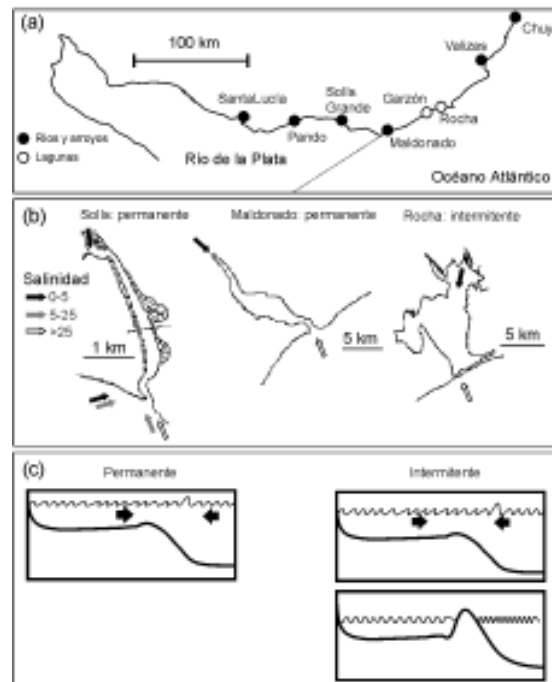 (a)
100 km
Chuy
Valizas
Solís
Grande
Garzón
SantaLucía
Rocha
Pando
Maldonado
Ríos y arroyos
Lagunas
Río de la Plata
Océano Atlántico
(b)
Solís: permanente
Maldonado: permanente
Rocha: intermitente
Salinidad
0-5
5-25
>25
1 km
5 km
5 km
(c)
Permanente
Intermitente